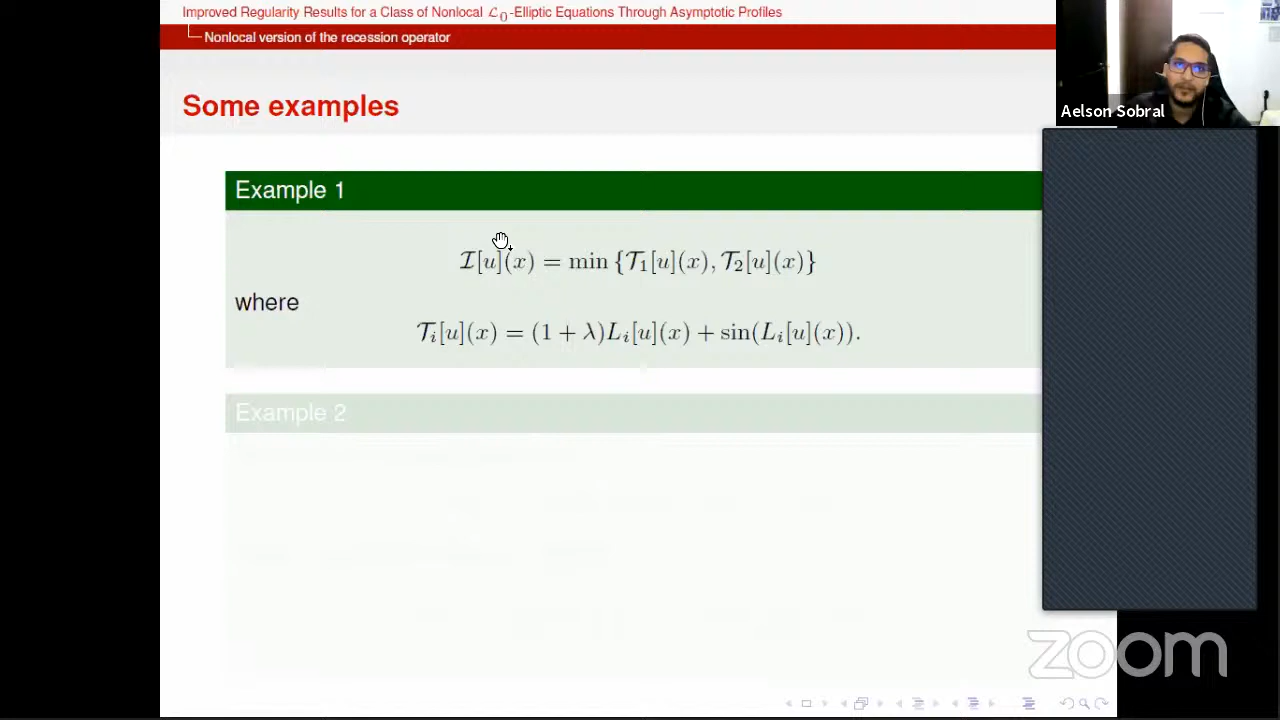 Improved Regularity Results for a Class of Nonlocal 𝓛₀-Elliptic Equations Through Asymptotic Profiles
Nonlocal version of the recession operator
Some examples
Aelson Sobral
Example 1
𝓘[u](x) = min {𝓣₁[u](x), 𝓣₂[u](x)}
where
𝓣ᵢ[u](x) = (1 + λ)Lᵢ[u](x) + sin(Lᵢ[u](x)).
Example 2
zoom